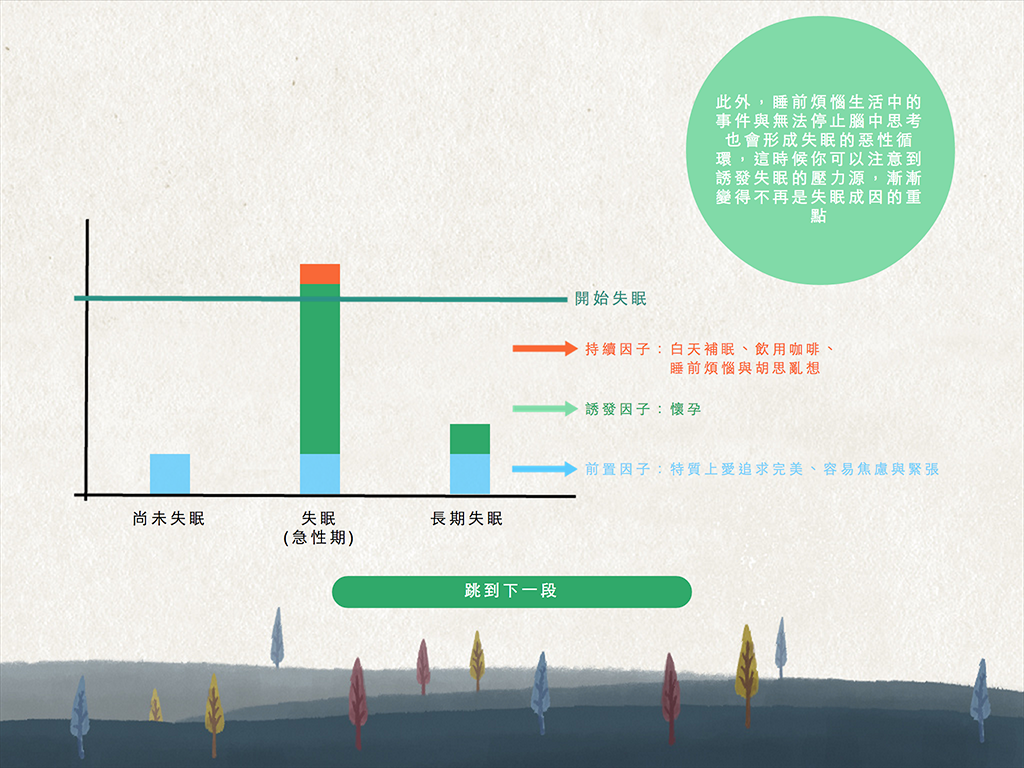 此外，睡前煩惱生活中的
事件與無法停止腦中思考
也會形成失眠的惡性循
環，這時候你可以注意到
誘發失眠的壓力源，漸漸
變得不再是失眠成因的重
點
開始失眠
持續因子：白天補眠、飲用咖啡、
睡前煩惱與胡思亂想
誘發因子：懷孕
前置因子：特質上愛追求完美、容易焦慮與緊張
尚未失眠
失眠
(急性期)
長期失眠
跳到下一段